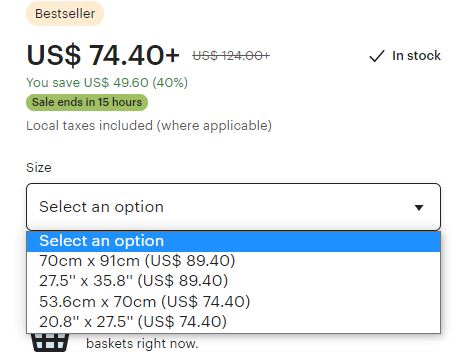 Bestseller
US$ 74.40+ US$ 124.00+ In stock
You save US$ 49.60 (40%)
Sale ends in 15 hours
Local taxes included (where applicable)
Size
Select an option
Select an option
70cm x 91cm (US$ 89.40)
27.5" x 35.8" (US$ 89.40)
53.6cm x 70cm (US$ 74.40)
20.8" x 27.5" (US$ 74.40)
baskets right now.